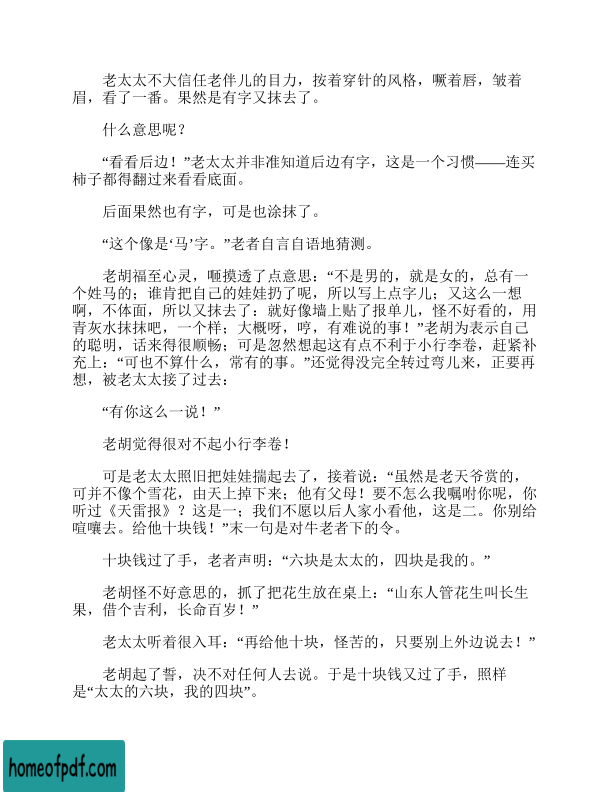 老太太不大信任老伴儿的目力，按着穿针的风格，噘着唇，皱着
眉，看了一番。果然是有字又抹去了。
什么意思呢？
“看看后边！”老太太并非准知道后边有字，这是一个习惯——连买
柿子都得翻过来看看底面。
后面果然也有字，可是也涂抹了。
“这个像是‘马’字。”老者自言自语地猜测。
老胡福至心灵，咂摸透了点意思：“不是男的，就是女的，总有一
个姓马的；谁肯把自己的娃娃扔了呢，所以写上点字儿；又这么一想
啊，不体面，所以又抹去了：就好像墙上贴了报单儿，怪不好看的，用
青灰水抹抹吧，一个样；大概呀，哼，有难说的事！”老胡为表示自己
的聪明，话来得很顺畅；可是忽然想起这有点不利于小行李卷，赶紧补
充上：“可也不算什么，常有的事。”还觉得没完全转过弯儿来，正要再
想，被老太太接了过去：
“有你这么一说！”
老胡觉得很对不起小行李卷！
可是老太太照旧把娃娃揣起去了，接着说：“虽然是老天爷赏的，
可并不像个雪花，由天上掉下来；他有父母！要不怎么我嘱咐你呢，你
听过《天雷报》？这是一；我们不愿以后人家小看他，这是二。你别给
喧嚷去。给他十块钱！”末一句是对牛老者下的令。
十块钱过了手，老者声明：“六块是太太的，四块是我的。”
老胡怪不好意思的，抓了把花生放在桌上：“山东人管花生叫长生
果，借个吉利，长命百岁！”
老太太听着很入耳：“再给他十块，怪苦的，只要别上外边说去！”
老胡起了誓，决不对任何人去说。于是十块钱又过了手，照样
是“太太的六块，我的四块”。
homeofpdf.com